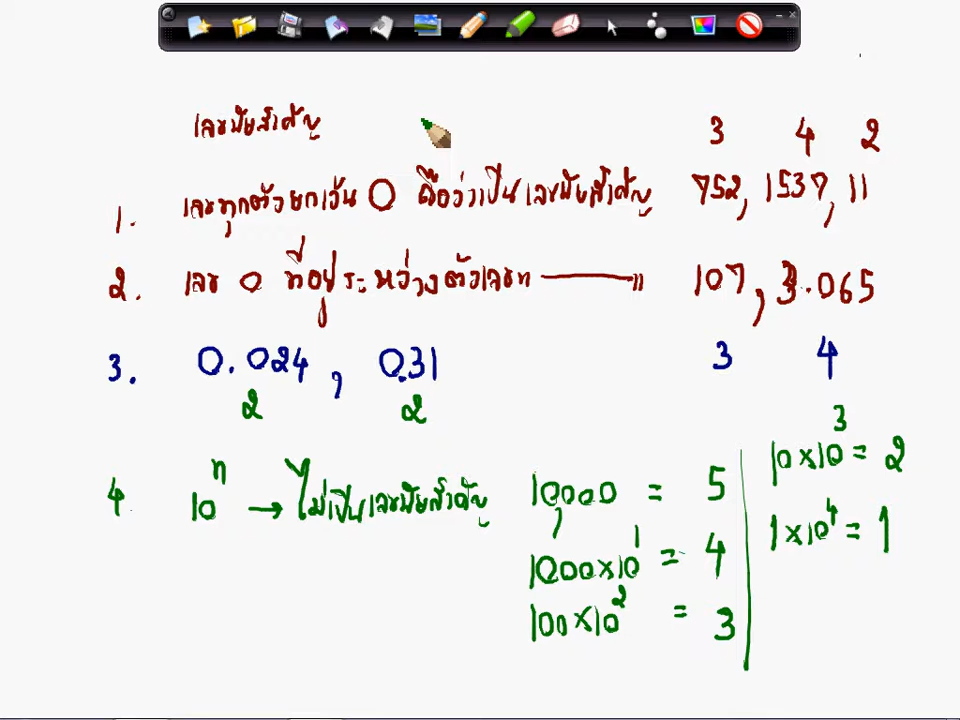 เลขนัยสำคัญ
3 4 2
1. เลขทุกตัวยกเว้น 0 ถือว่าเป็นเลขนัยสำคัญ 752, 1537, 11
2. เลข 0 ที่อยู่ระหว่างตัวเลขn ——— " 107, 3.065
3. 0.024, 0.31 3 4
2 2
4. 10ⁿ → ไม่เป็นเลขนัยสำคัญ 10,000 = 5
1000×10¹ = 4
100×10² = 3
10×10³ = 2
1×10⁴ = 1